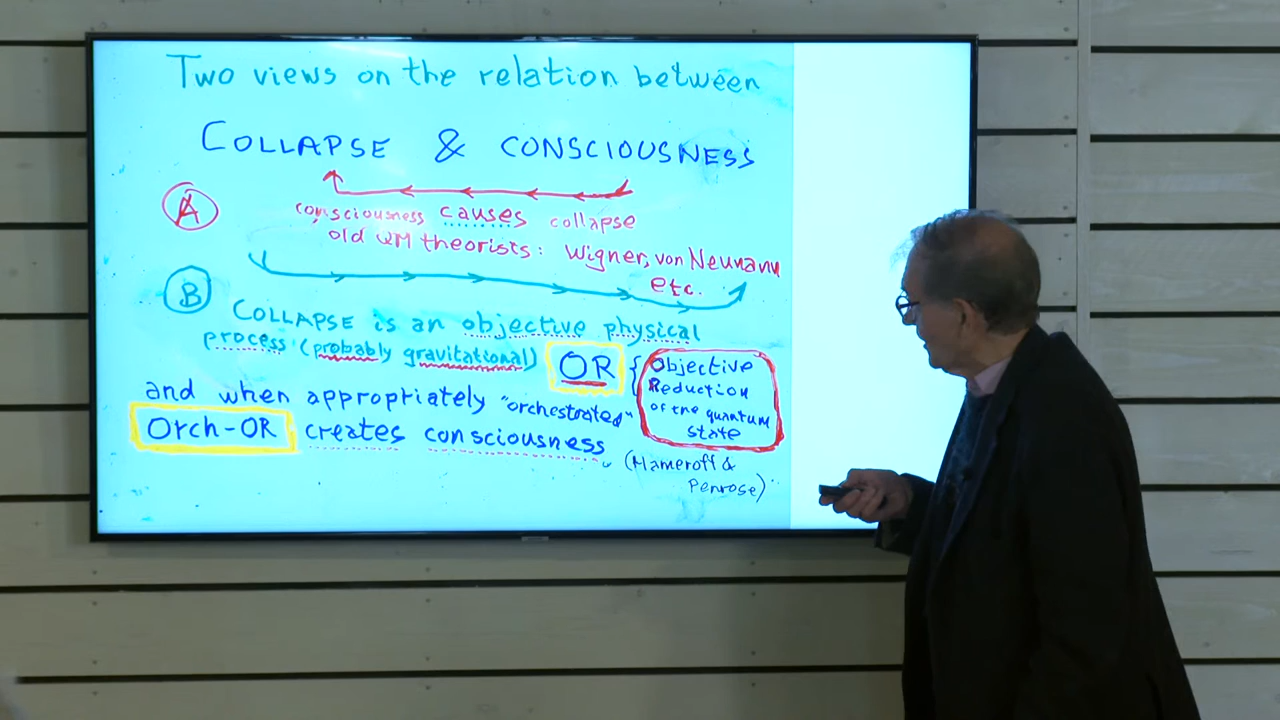 Two views on the relation between
COLLAPSE & CONSCIOUSNESS
A
consciousness causes collapse
old QM theorists: Wigner, von Neumann
etc.
B
COLLAPSE is an objective physical
process (probably gravitational) OR { Objective
Reduction
of the quantum
state
and when appropriately "orchestrated"
Orch-OR creates consciousness.
(Hameroff &
Penrose)